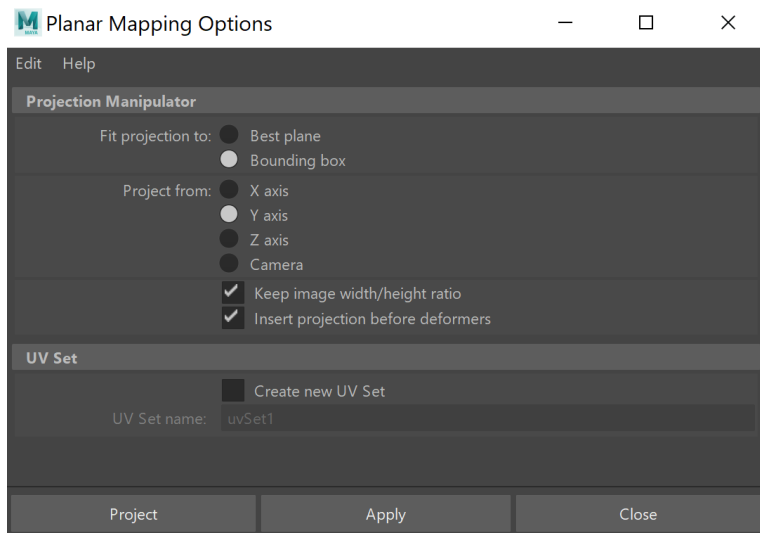 MAYA Planar Mapping Options
Edit Help
Projection Manipulator
Fit projection to: Best plane
Bounding box
Project from: X axis
Y axis
Z axis
Camera
Keep image width/height ratio
Insert projection before deformers
UV Set
Create new UV Set
UV Set name: uvSet1
Project Apply Close